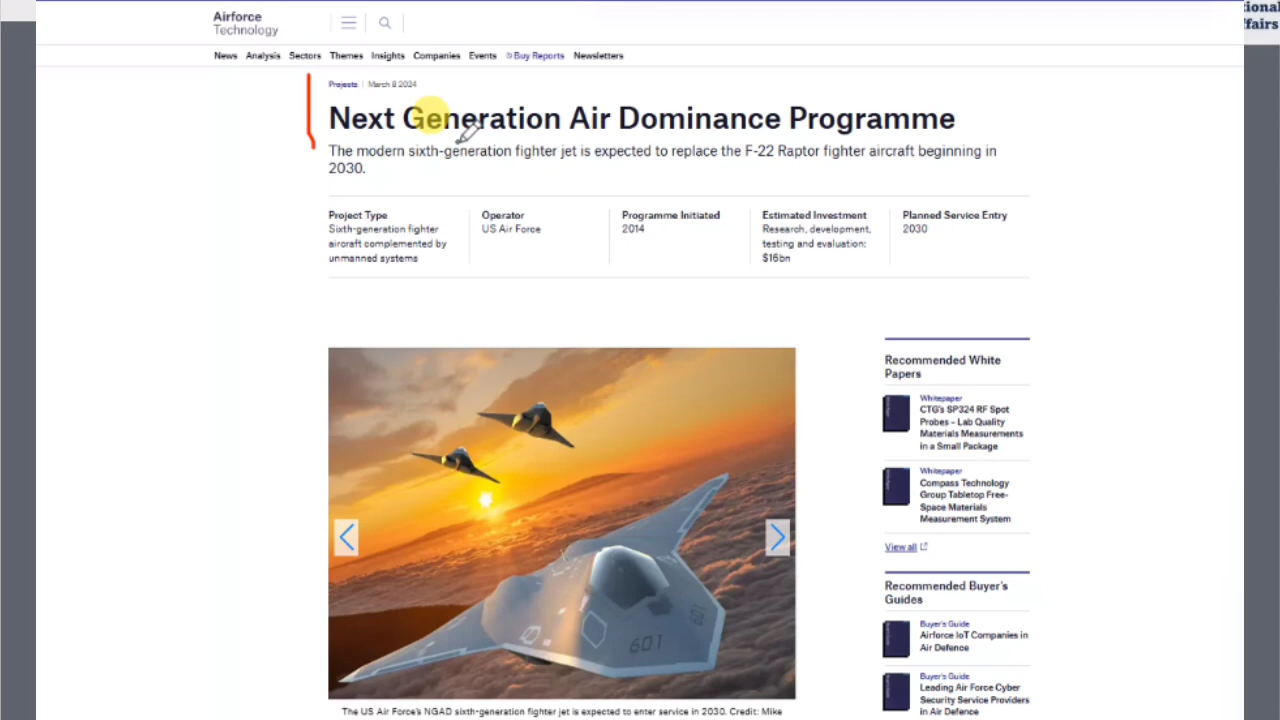 Airforce
Technology
tional
ffairs
News Analysis Sectors Themes Insights Companies Events Buy Reports Newsletters
Projects | March 8 2024
Next Generation Air Dominance Programme
The modern sixth-generation fighter jet is expected to replace the F-22 Raptor fighter aircraft beginning in
2030.
Project Type
Sixth-generation fighter
aircraft complemented by
unmanned systems
Operator
US Air Force
Programme Initiated
2014
Estimated Investment
Research, development,
testing and evaluation:
$16bn
Planned Service Entry
2030
601
601
The US Air Force's NGAD sixth-generation fighter jet is expected to enter service in 2030. Credit: Mike
Recommended White
Papers
Whitepaper
CTG's SP324 RF Spot
Probes – Lab Quality
Materials Measurements
in a Small Package
Whitepaper
Compass Technology
Group Tabletop Free-
Space Materials
Measurement System
View all
Recommended Buyer's
Guides
Buyer's Guide
Airforce IoT Companies in
Air Defence
Buyer's Guide
Leading Air Force Cyber
Security Service Providers
in Air Defence